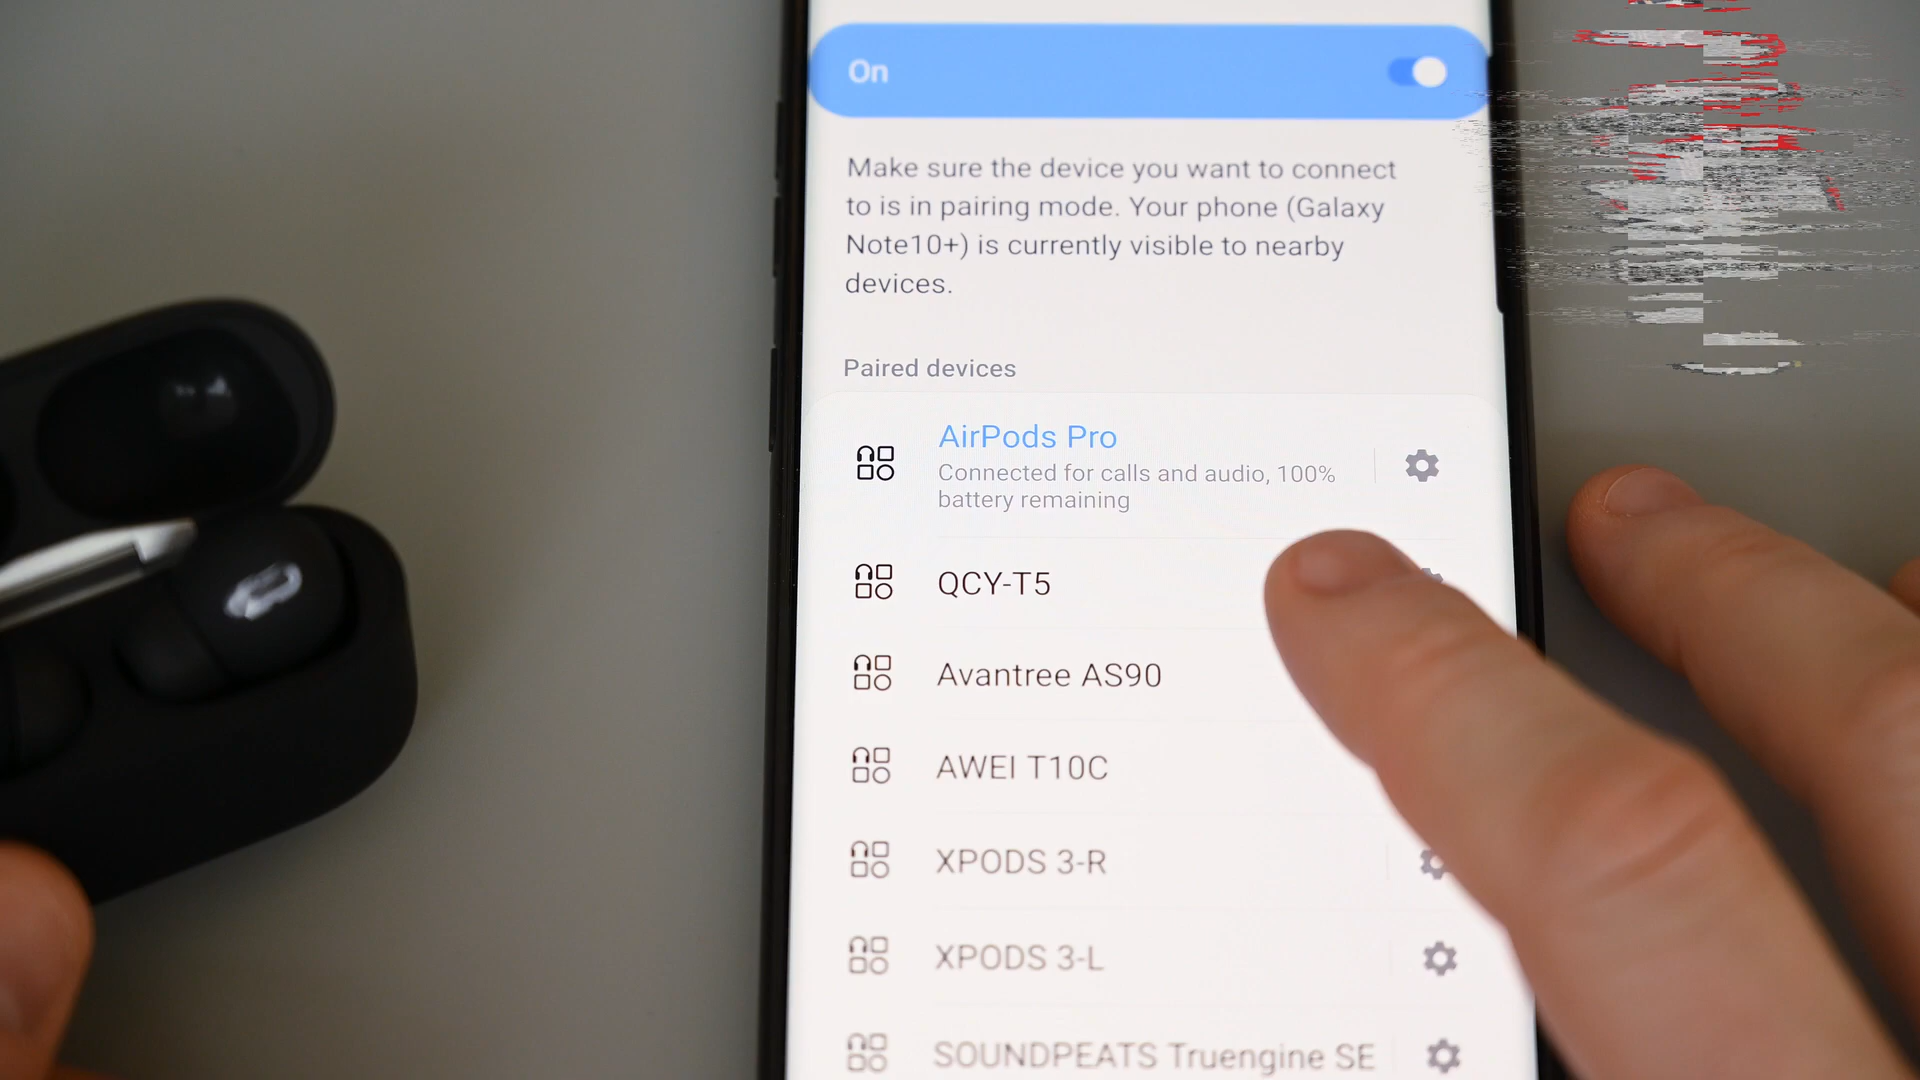 On
Make sure the device you want to connect
to is in pairing mode. Your phone (Galaxy
Note10+) is currently visible to nearby
devices.
Paired devices
AirPods Pro
Connected for calls and audio, 100%
battery remaining
QCY-T5
Avantree AS90
AWEI T10C
XPODS 3-R
XPODS 3-L
SOUNDPEATS Truengine SE